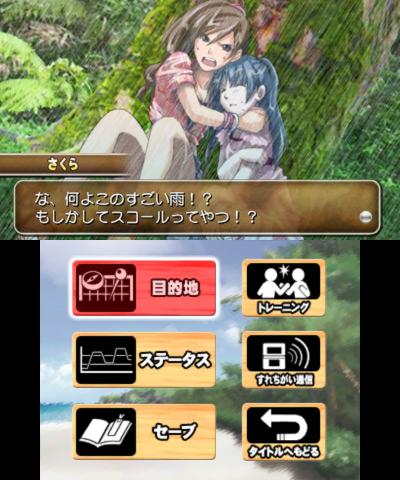 さくら
な、何よこのすごい雨！？
もしかしてスコールってやつ！？
目的地
トレーニング
ステータス
すれちがい通信
セーブ
タイトルへもどる